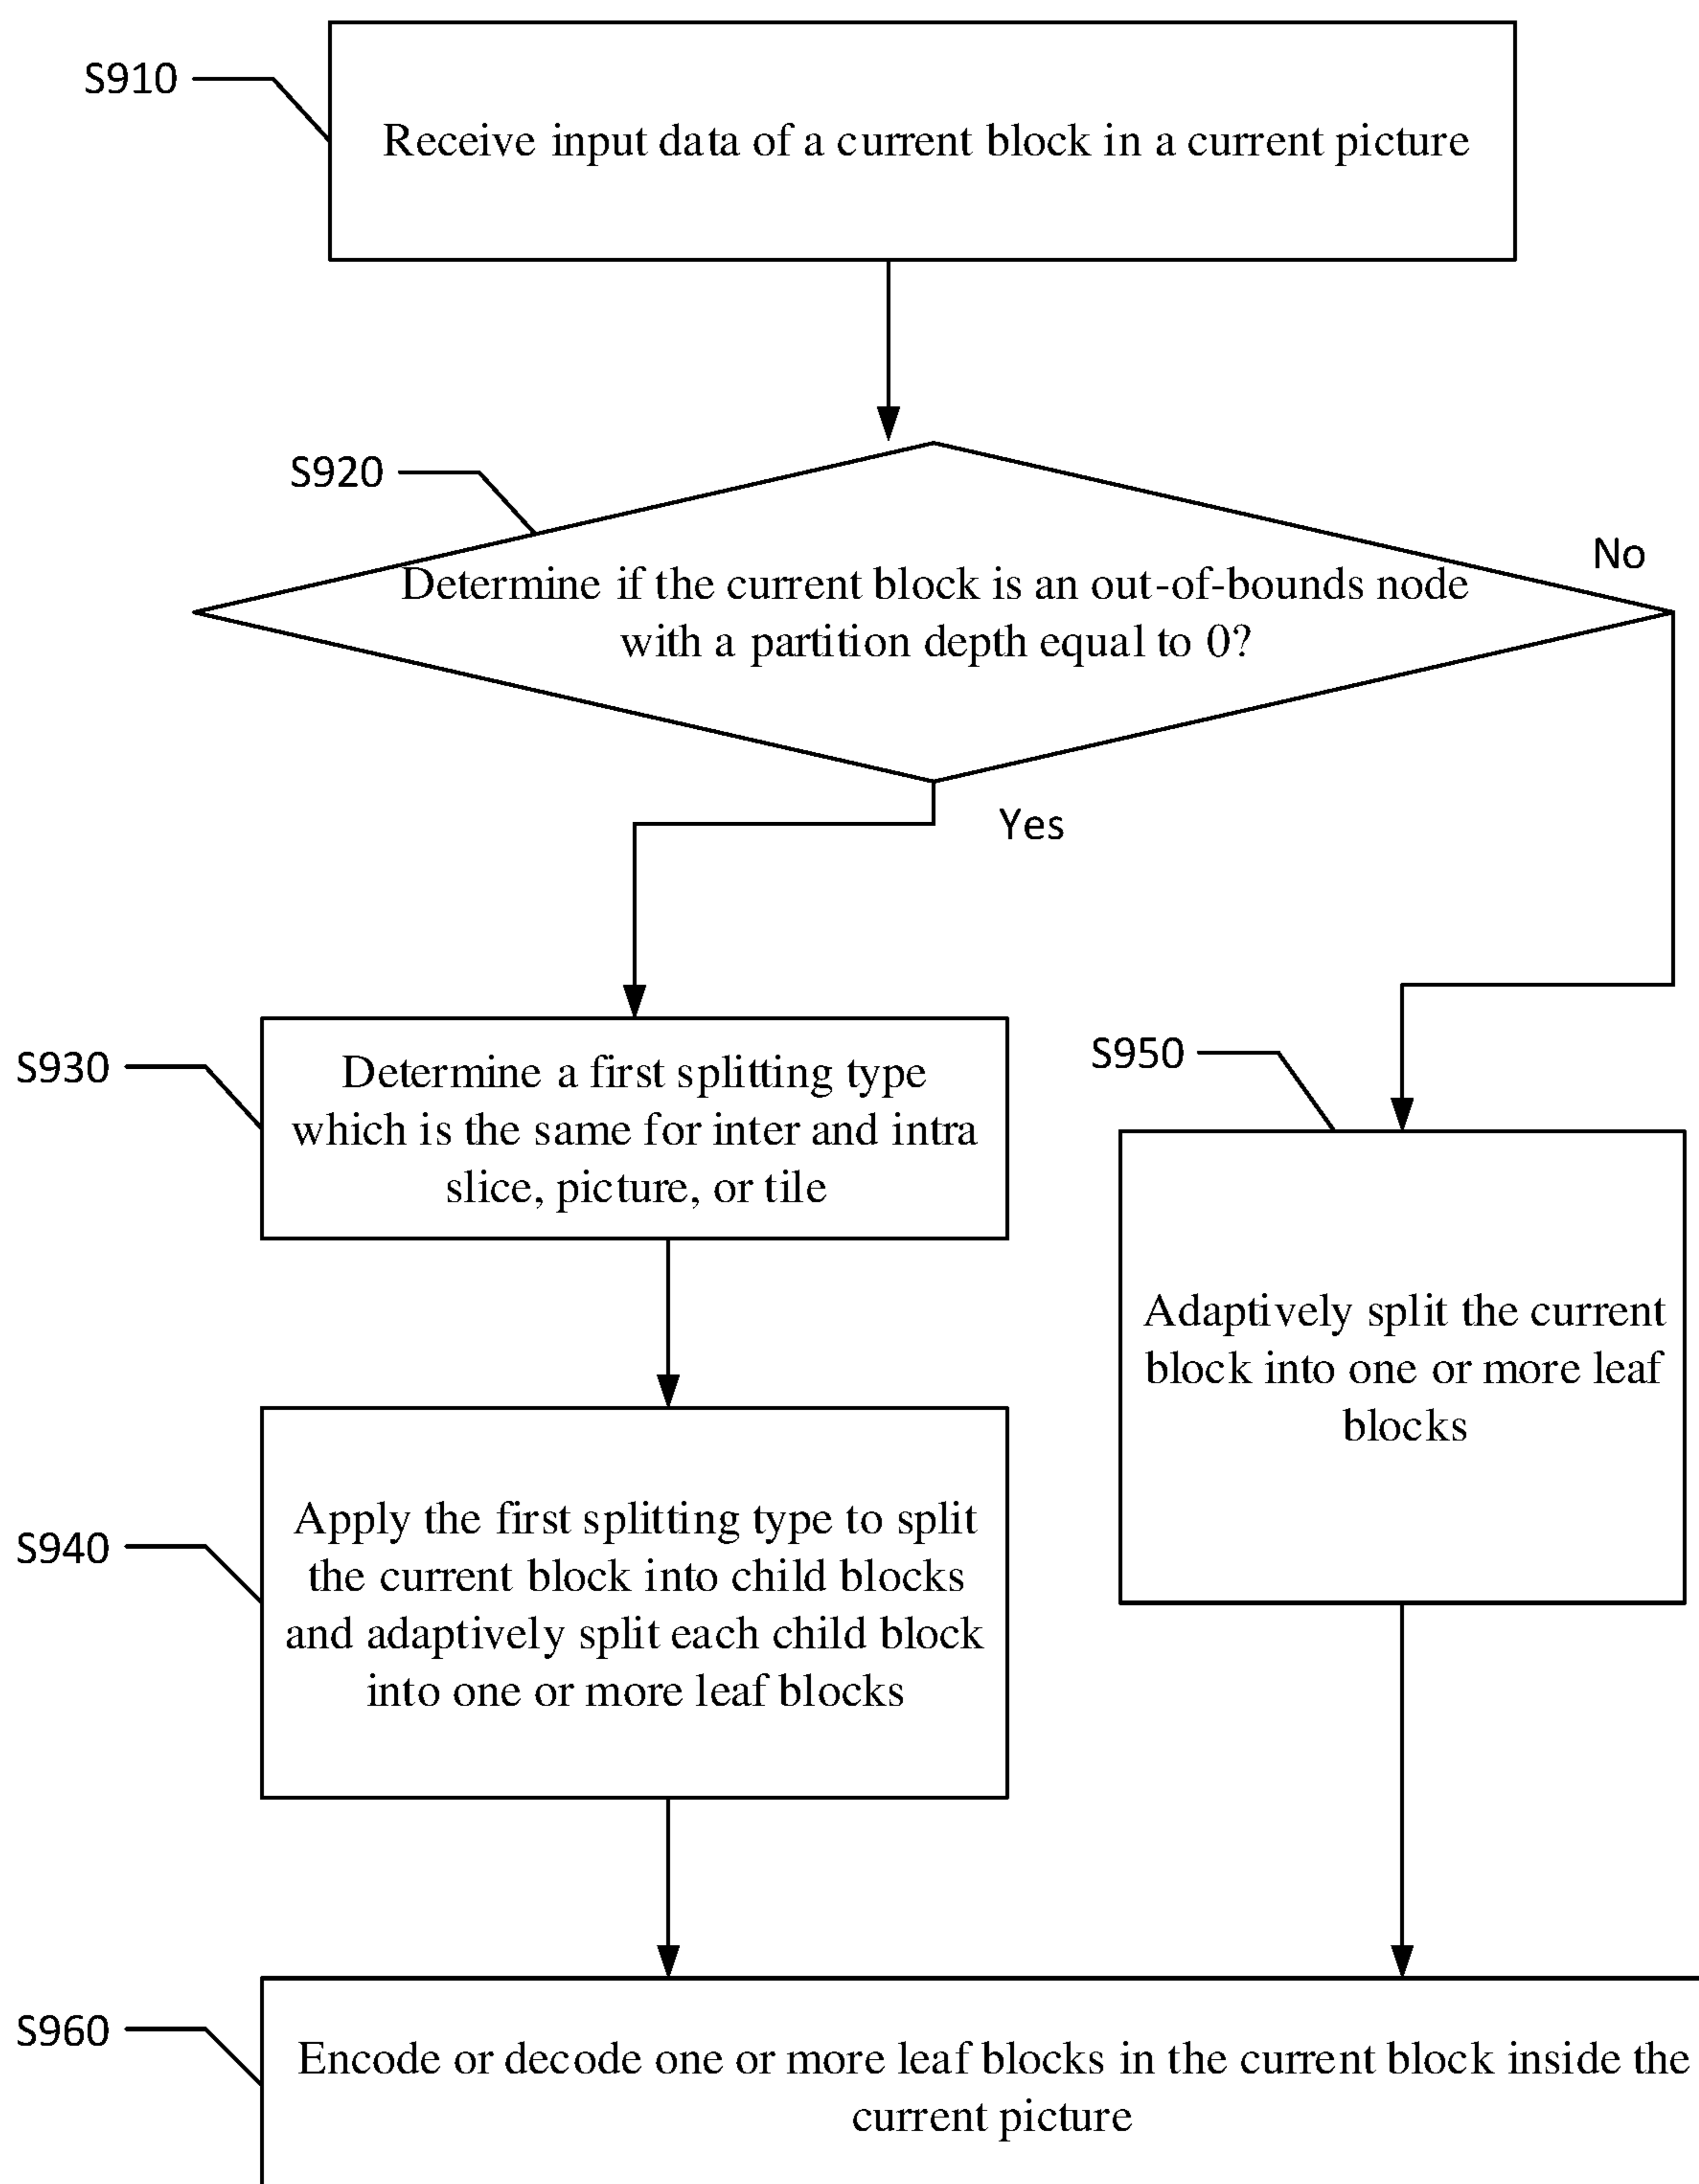 S910
Receive input data of a current block in a current picture
S920
No
Determine if the current block is an out-of-bounds node
with a partition depth equal to 0?
Yes
S930
Determine a first splitting type
which is the same for inter and intra
slice, picture, or tile
S950
Adaptively split the current
block into one or more leaf
blocks
S940
Apply the first splitting type to split
the current block into child blocks
and adaptively split each child block
into one or more leaf blocks
S960
Encode or decode one or more leaf blocks in the current block inside the
current picture